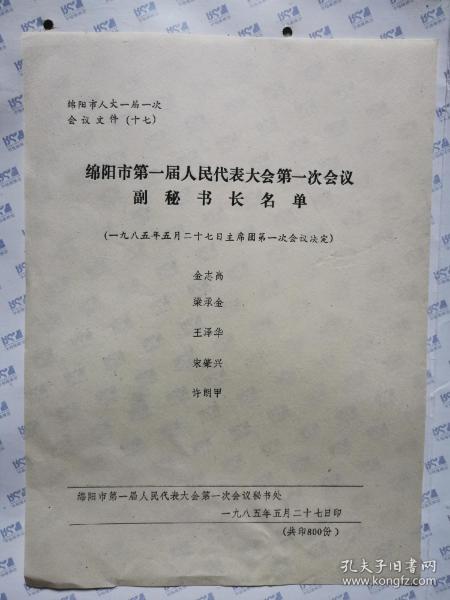 绵阳市人大一届一次
会议文件（十七）
绵阳市第一届人民代表大会第一次会议
副秘书长名单
（一九八五年五月二十七日主席团第一次会议决定）
金志尚
梁承金
王泽华
宋肇兴
许朗甲
绵阳市第一届人民代表大会第一次会议秘书处
一九八五年五月二十七日印
（共印800份）
孔夫子旧书网
www.kongfz.com